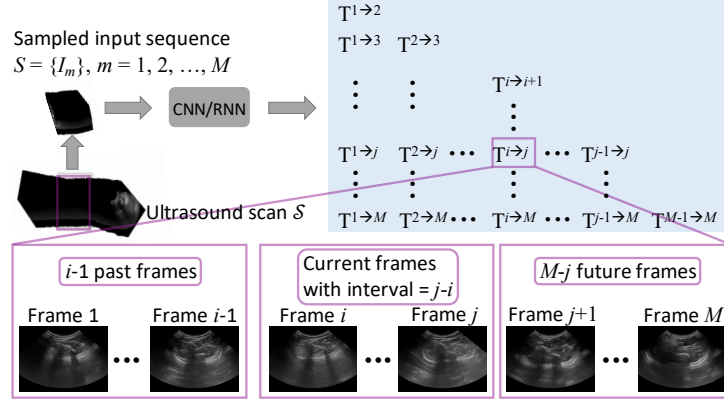 Sampled input sequence
S = {I_m}, m = 1, 2, …, M
CNN/RNN
Ultrasound scan 𝒮
T^{1→2}
T^{1→3} T^{2→3}
T^{i→i+1}
T^{1→j} T^{2→j} ••• T^{i→j} ••• T^{j-1→j}
T^{1→M} T^{2→M} ••• T^{i→M} ••• T^{j-1→M} T^{M-1→M}
i-1 past frames
Frame 1 Frame i-1
•••
Current frames
with interval = j-i
Frame i Frame j
•••
M-j future frames
Frame j+1 Frame M
•••